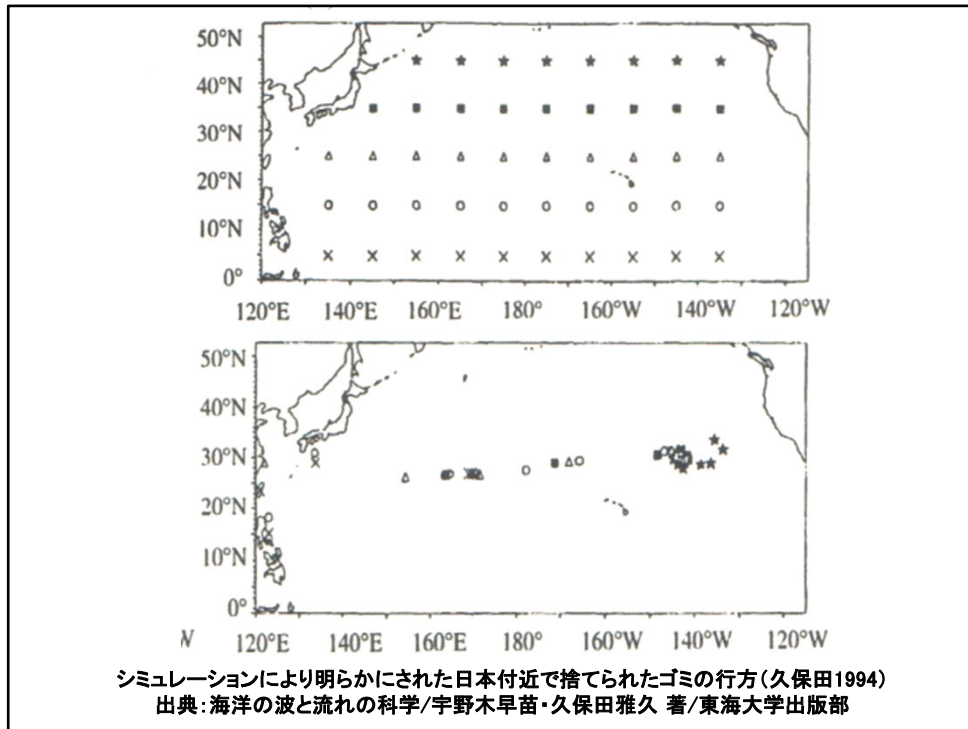 50°N
40°N
30°N
20°N
10°N
0°
120°E 140°E 160°E 180° 160°W 140°W 120°W
50°N
40°N
30°N
20°N
10°N
0°
W 120°E 140°E 160°E 180° 160°W 140°W 120°W
シミュレーションにより明らかにされた日本付近で捨てられたゴミの行方(久保田1994)
出典:海洋の波と流れの科学/宇野木早苗・久保田雅久 著/東海大学出版部